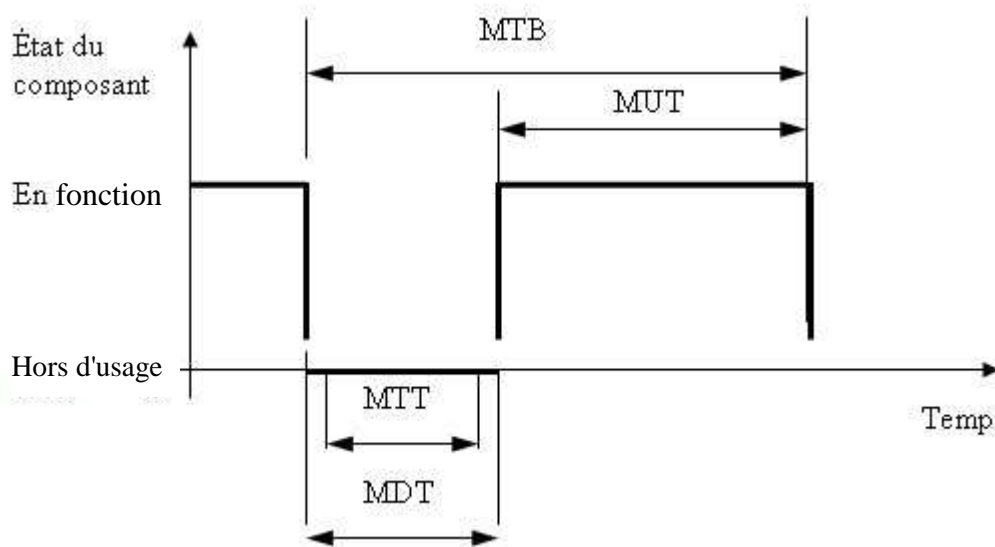 MTB
État du
composant
MUT
En fonction
Hors d'usage
MTT
Temp
MDT